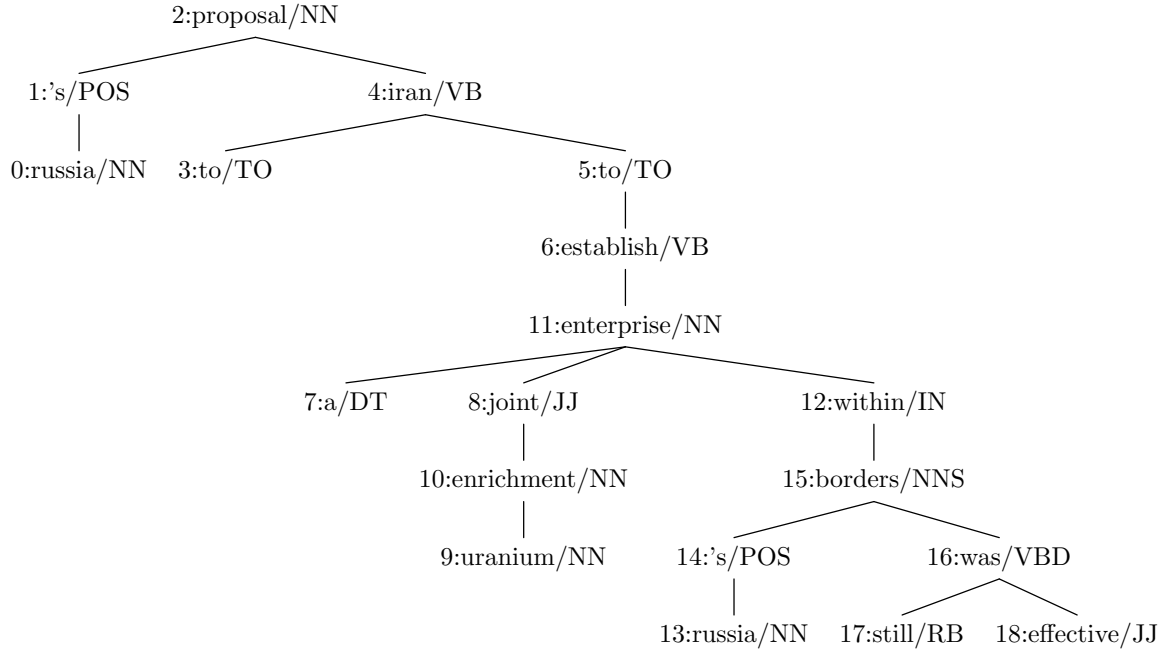 2:proposal/NN
1:'s/POS 4:iran/VB
0:russia/NN 3:to/TO 5:to/TO
6:establish/VB
11:enterprise/NN
7:a/DT 8:joint/JJ 12:within/IN
10:enrichment/NN 15:borders/NNS
9:uranium/NN 14:'s/POS 16:was/VBD
13:russia/NN 17:still/RB 18:effective/JJ